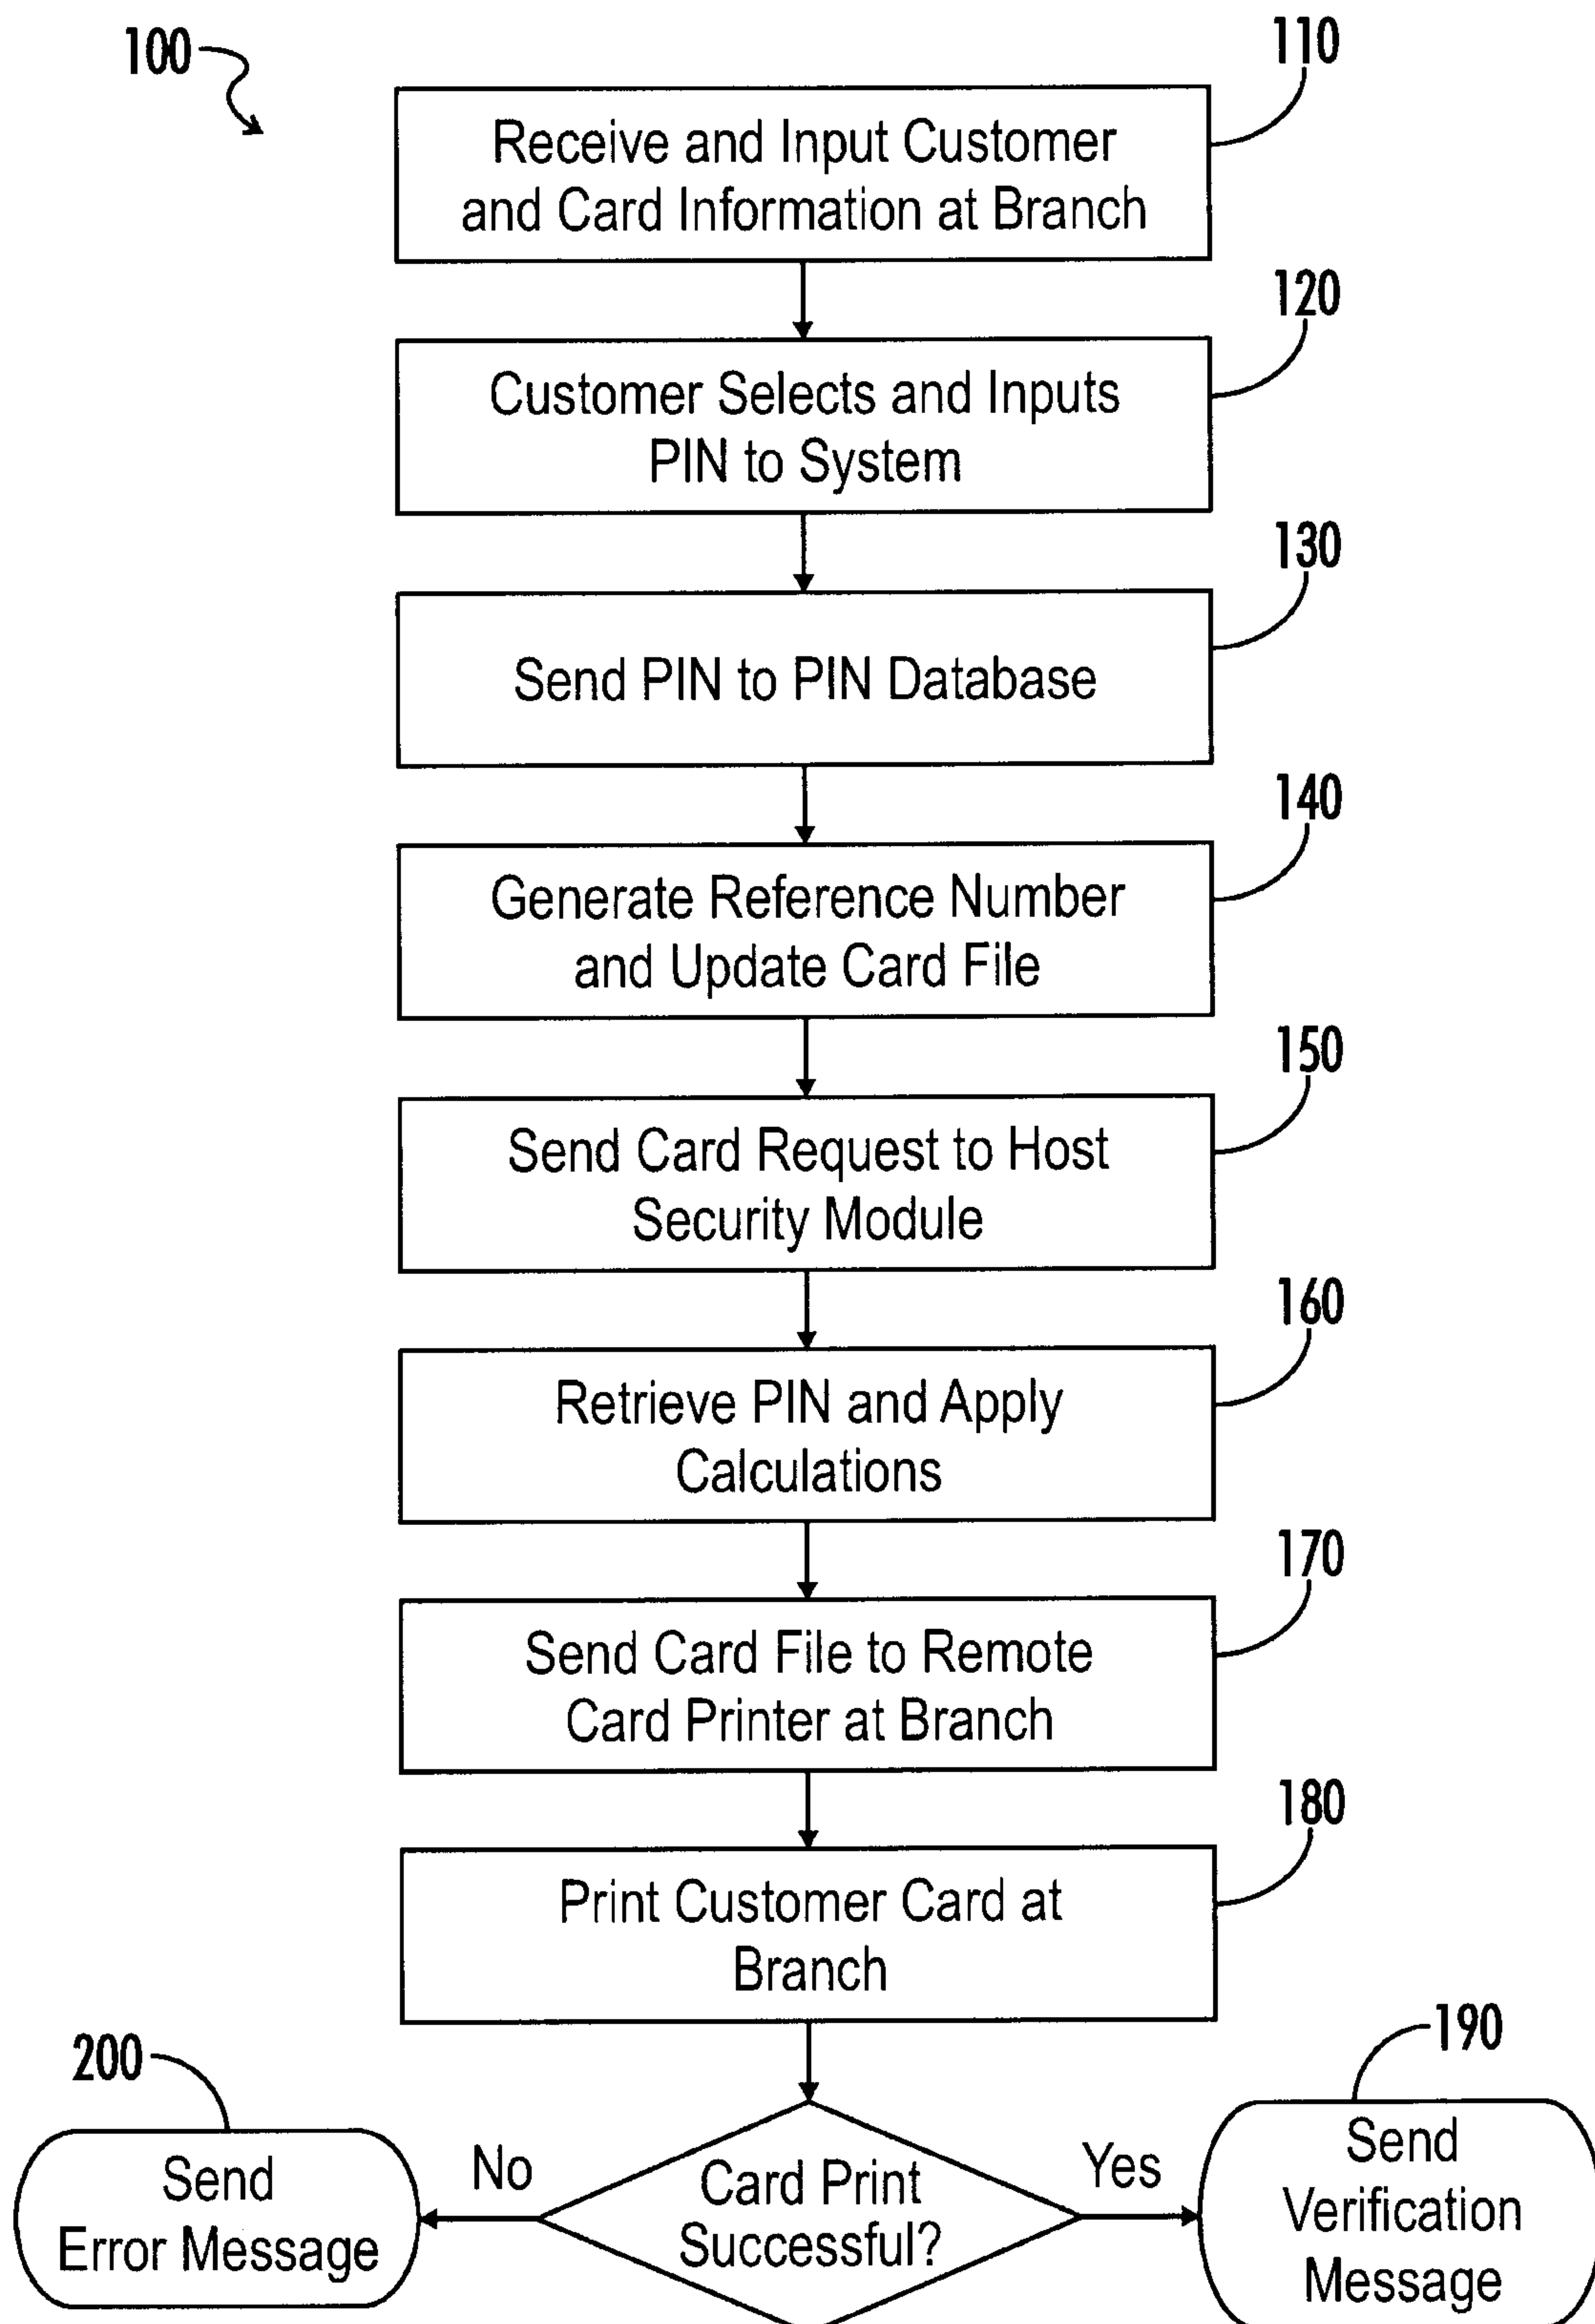 100
110
Receive and Input Customer
and Card Information at Branch
120
Customer Selects and Inputs
PIN to System
130
Send PIN to PIN Database
140
Generate Reference Number
and Update Card File
150
Send Card Request to Host
Security Module
160
Retrieve PIN and Apply
Calculations
170
Send Card File to Remote
Card Printer at Branch
180
Print Customer Card at
Branch
200
Send
Error Message
No
Card Print
Successful?
Yes
190
Send
Verification
Message